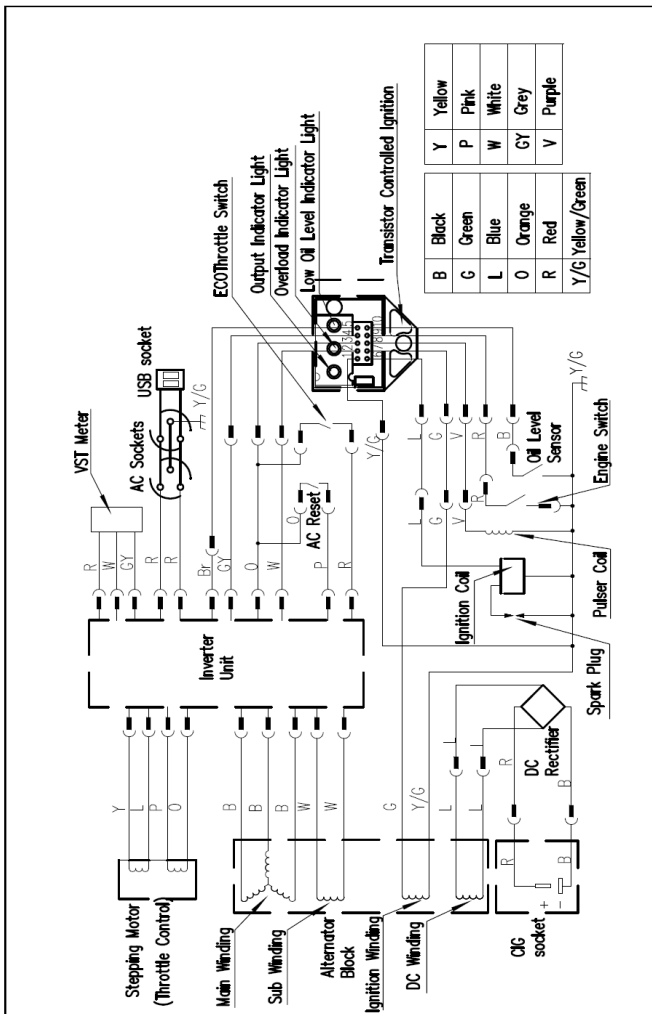 Stepping Motor
(Throttle Control)
Y
L
P
O
Main Winding
Sub Winding
Alternator
Block
Ignition Winding
DC Winding
CIG
socket
B
B
B
W
W
G
Y/G
L
L
R
B
+
-
Inverter
Unit
R
B
DC
Rectifier
Spark Plug
Ignition Coil
Pulser Coil
Engine Switch
Oil Level
Sensor
VST Meter
R
W
GY
AC Sockets
USB socket
Y/G
R
R
Br
GY
O
W
O
AC Reset
P
R
L
G
V
R
L
G
V
R
B
Y/G
Y/G
ECOThrottle Switch
Output Indicator Light
Overload Indicator Light
Low Oil Level Indicator Light
Transistor Controlled Ignition
12345
678910
B Black
G Green
L Blue
O Orange
R Red
Y/G Yellow/Green
Y Yellow
P Pink
W White
GY Grey
V Purple